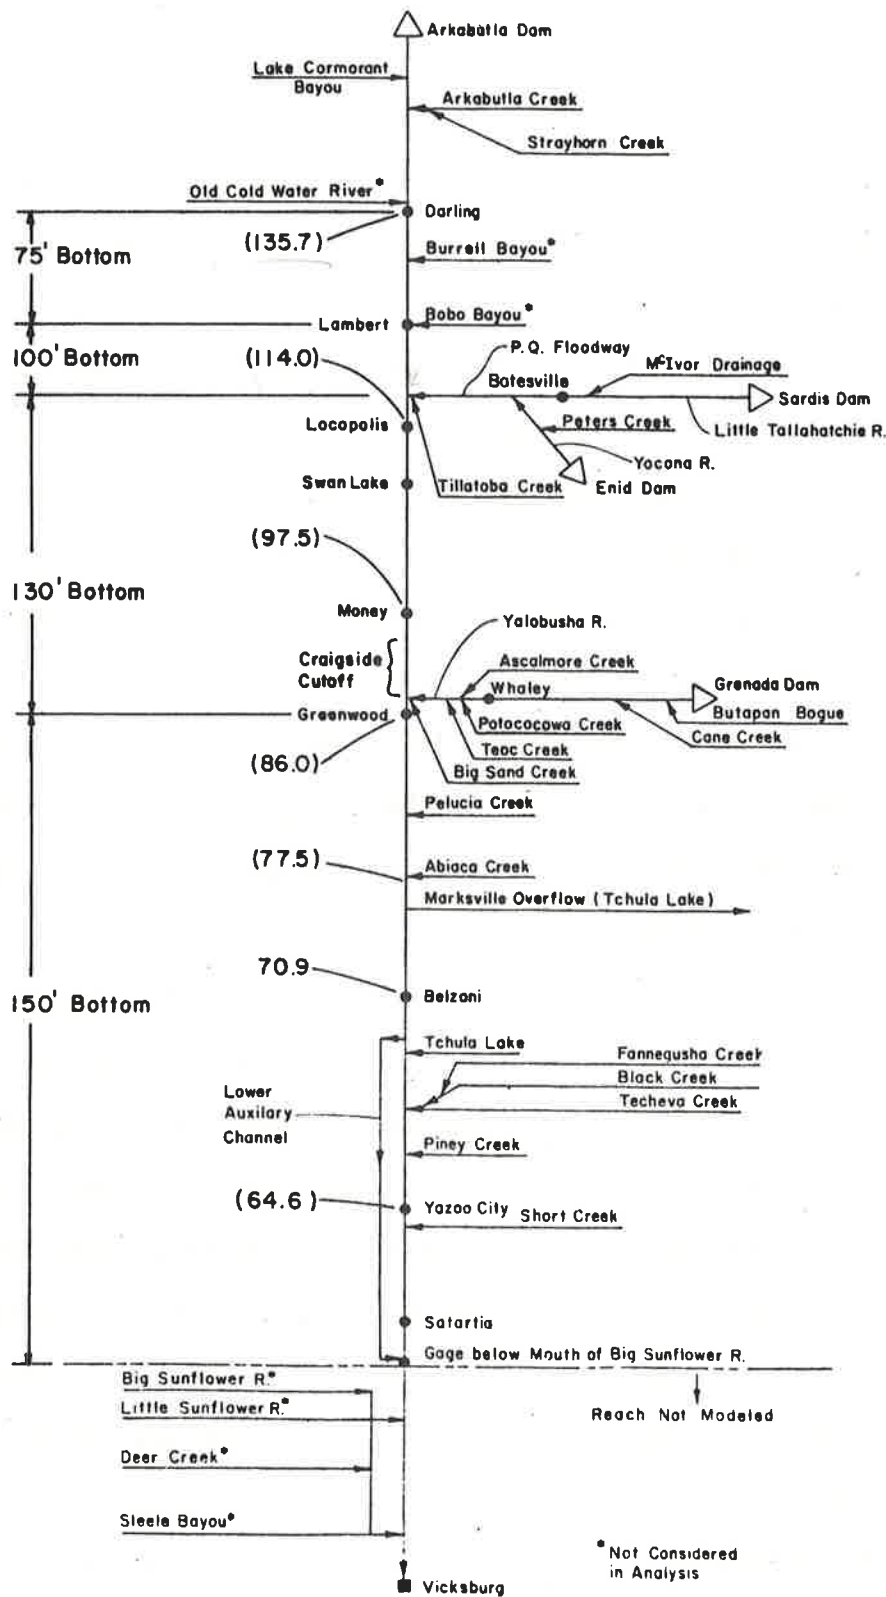 Arkabutla Dam
Lake Cormorant
Bayou
Arkabutla Creek
Strayhorn Creek
Old Cold Water River*
Darling
(135.7)
75' Bottom
Burrell Bayou*
Lambert
Bobo Bayou*
100' Bottom
(114.0)
P.Q. Floodway
Batesville
McIvor Drainage
Sardis Dam
Locopolis
Peters Creek
Little Tallahatchie R.
Yocona R.
Swan Lake
Tillatoba Creek
Enid Dam
(97.5)
130' Bottom
Money
Yalobusha R.
Craigside
Cutoff
Ascalmore Creek
Whaley
Grenada Dam
Greenwood
Potococowa Creek
Butapan Bogue
Teoc Creek
Cane Creek
(86.0)
Big Sand Creek
Pelucia Creek
(77.5)
Abiaca Creek
Marksville Overflow (Tchula Lake)
70.9
Belzoni
150' Bottom
Tchula Lake
Fannegusha Creek
Black Creek
Techeva Creek
Lower
Auxilary
Channel
Piney Creek
(64.6)
Yazoo City
Short Creek
Satartia
Gage below Mouth of Big Sunflower R.
Big Sunflower R.*
Little Sunflower R.*
Reach Not Modeled
Deer Creek*
Steele Bayou*
*Not Considered
in Analysis
Vicksburg